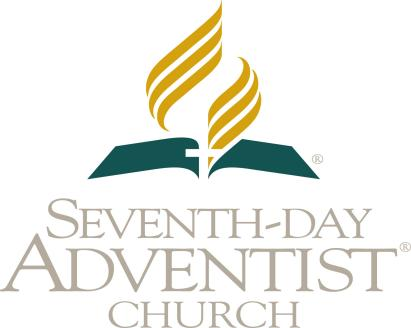 ®
SEVENTH-DAY
ADVENTIST®
CHURCH